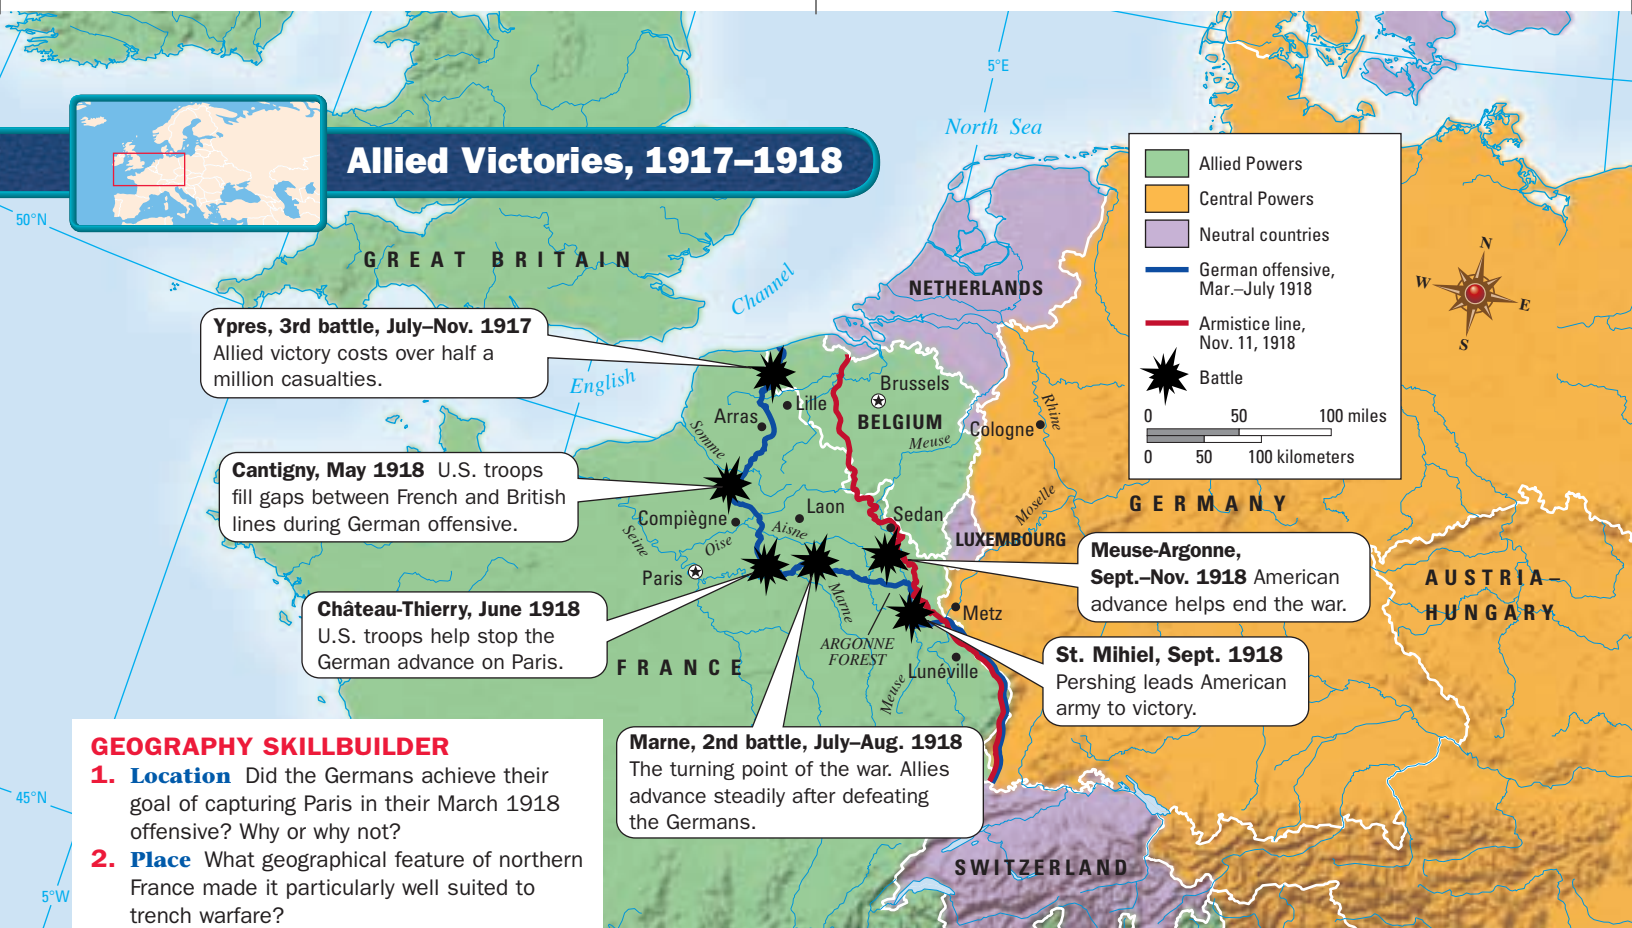 Allied Victories, 1917–1918
5°E
North Sea
50°N
GREAT BRITAIN
English
Channel
NETHERLANDS
Allied Powers
Central Powers
Neutral countries
German offensive,
Mar.–July 1918
Armistice line,
Nov. 11, 1918
Battle
0 50 100 miles
0 50 100 kilometers
N
W
E
S
Ypres, 3rd battle, July–Nov. 1917
Allied victory costs over half a
million casualties.
Brussels
Lille
Arras
BELGIUM
Meuse
Cologne
Rhine
Somme
Cantigny, May 1918 U.S. troops
fill gaps between French and British
lines during German offensive.
Laon
Compiègne
Aisne
Sedan
Moselle
GERMANY
LUXEMBOURG
Seine
Oise
Paris
Meuse-Argonne,
Sept.–Nov. 1918 American
advance helps end the war.
AUSTRIA–
HUNGARY
Château-Thierry, June 1918
U.S. troops help stop the
German advance on Paris.
Marne
Metz
ARGONNE
FOREST
FRANCE
Lunéville
Meuse
St. Mihiel, Sept. 1918
Pershing leads American
army to victory.
Marne, 2nd battle, July–Aug. 1918
The turning point of the war. Allies
advance steadily after defeating
the Germans.
45°N
5°W
SWITZERLAND
GEOGRAPHY SKILLBUILDER
1. Location Did the Germans achieve their
goal of capturing Paris in their March 1918
offensive? Why or why not?
2. Place What geographical feature of northern
France made it particularly well suited to
trench warfare?